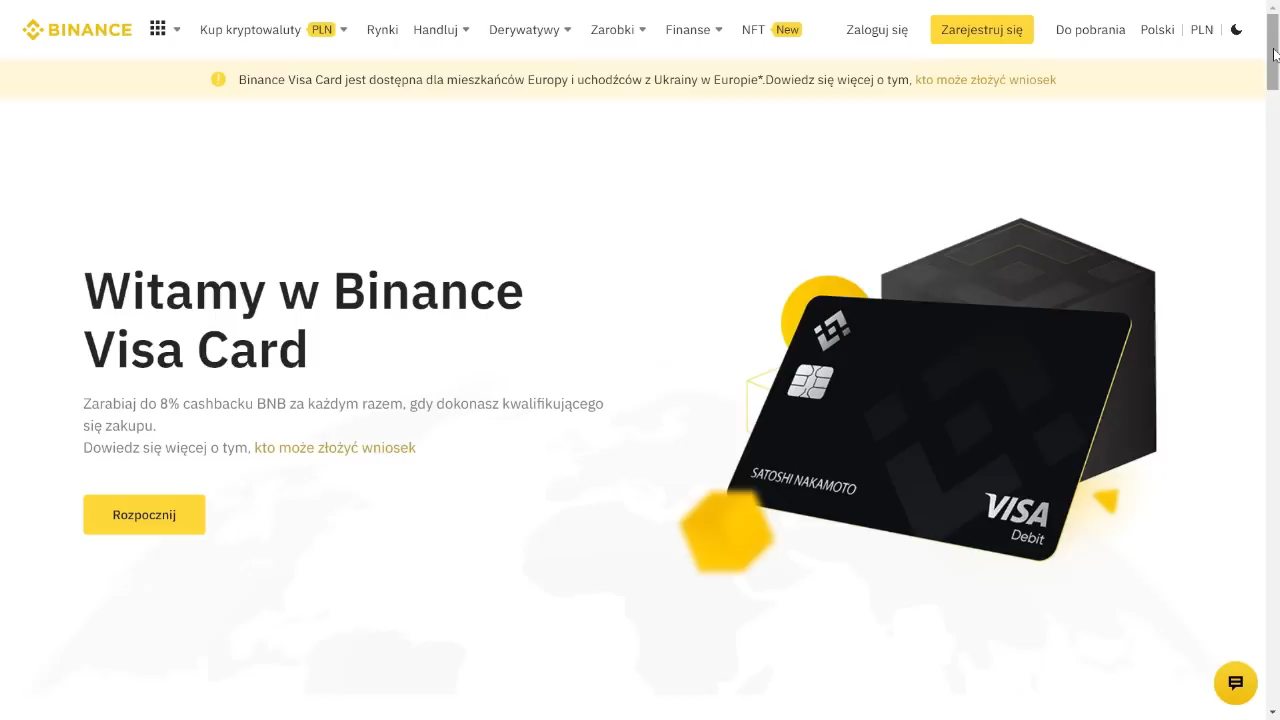 BINANCE
Kup kryptowaluty PLN Rynki Handluj Derywatywy Zarobki Finanse NFT New Zaloguj się Zarejestruj się Do pobrania Polski PLN
Binance Visa Card jest dostępna dla mieszkańców Europy i uchodźców z Ukrainy w Europie*.Dowiedz się więcej o tym, kto może złożyć wniosek
Witamy w Binance
Visa Card
Zarabiaj do 8% cashbacku BNB za każdym razem, gdy dokonasz kwalifikującego
się zakupu.
Dowiedz się więcej o tym, kto może złożyć wniosek
Rozpocznij
SATOSHI NAKAMOTO
VISA
Debit